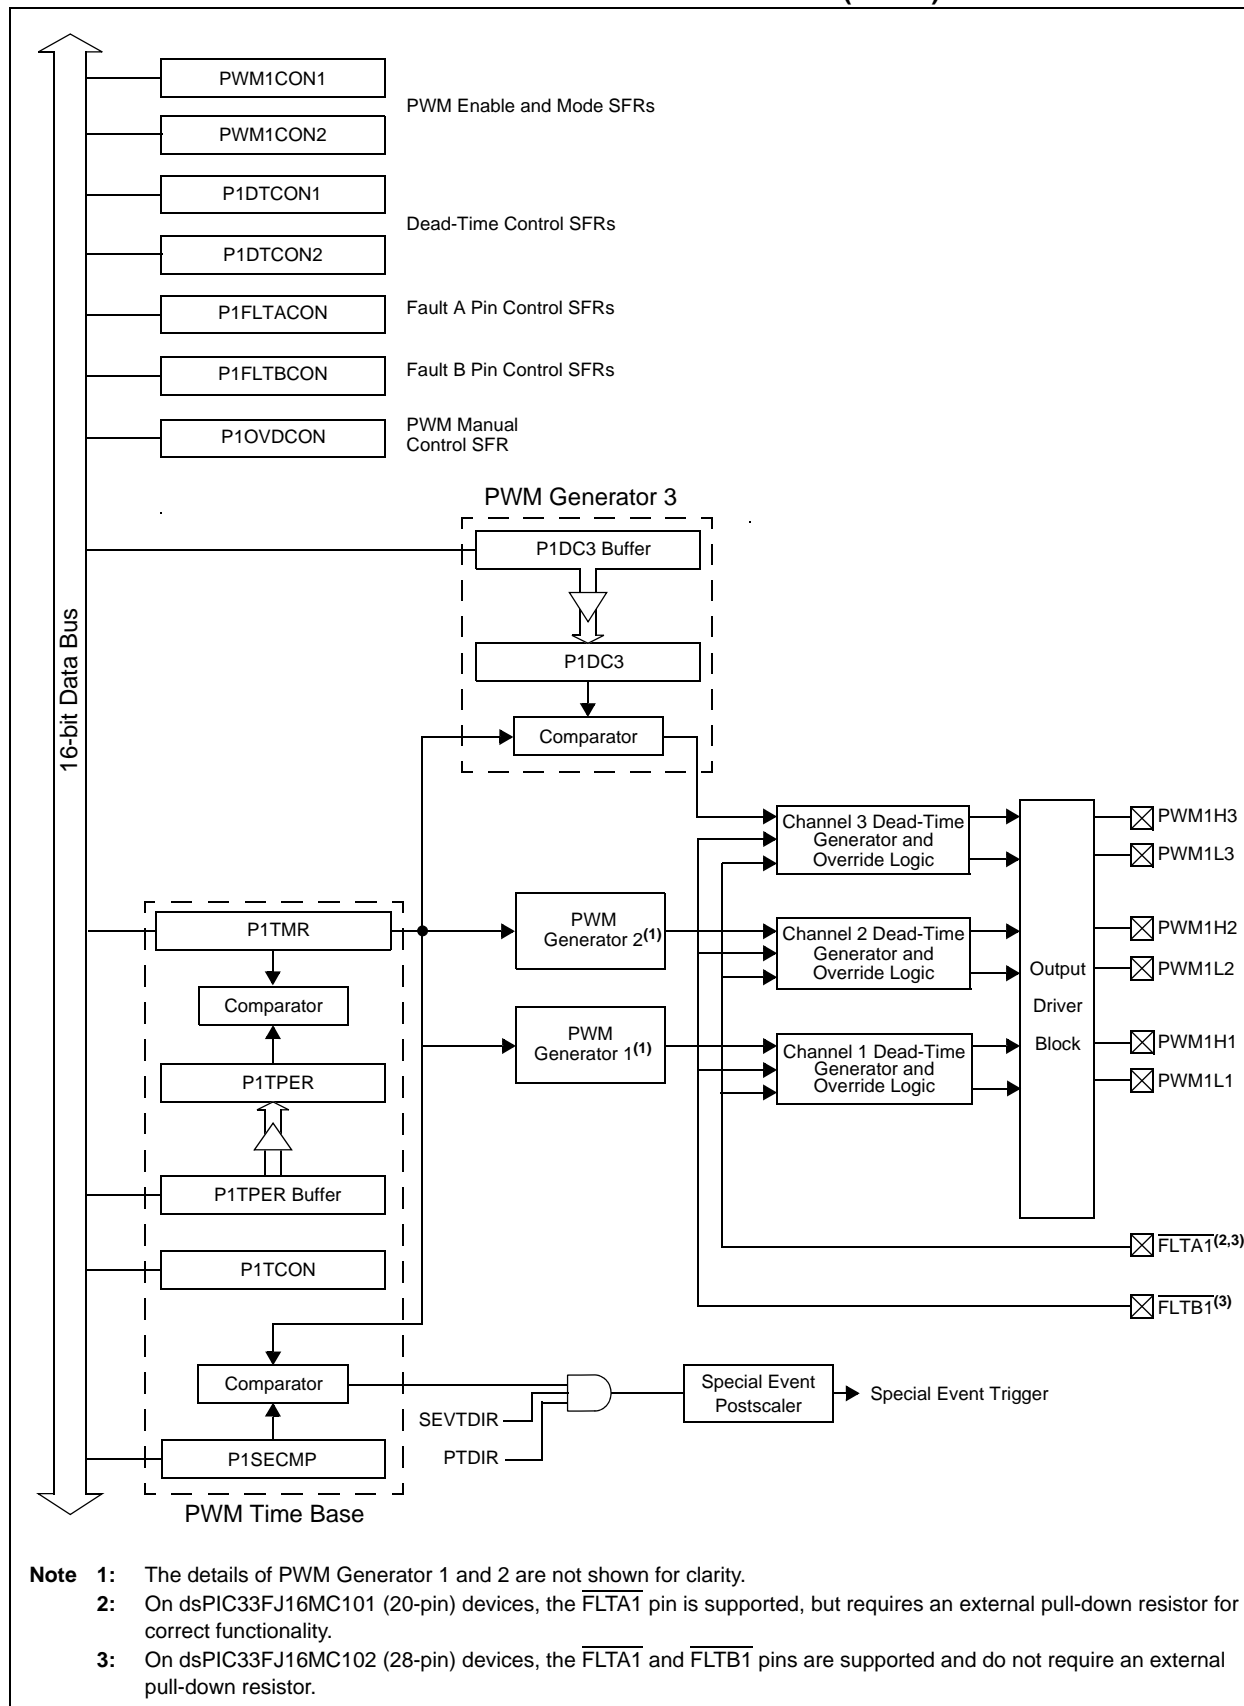 PWM1CON1
PWM Enable and Mode SFRs
PWM1CON2
P1DTCON1
Dead-Time Control SFRs
P1DTCON2
P1FLTACON
Fault A Pin Control SFRs
P1FLTBCON
Fault B Pin Control SFRs
P1OVDCON
PWM Manual
Control SFR
16-bit Data Bus
PWM Generator 3
P1DC3 Buffer
P1DC3
Comparator
Channel 3 Dead-Time
Generator and
Override Logic
PWM1H3
PWM1L3
P1TMR
PWM
Generator 2(1)
Channel 2 Dead-Time
Generator and
Override Logic
PWM1H2
PWM1L2
Output
Driver
Block
Comparator
PWM
Generator 1(1)
Channel 1 Dead-Time
Generator and
Override Logic
PWM1H1
PWM1L1
P1TPER
P1TPER Buffer
P1TCON
FLTA1(2,3)
FLTB1(3)
Comparator
SEVTDIR
PTDIR
Special Event
Postscaler
Special Event Trigger
P1SECMP
PWM Time Base
Note 1: The details of PWM Generator 1 and 2 are not shown for clarity.
2: On dsPIC33FJ16MC101 (20-pin) devices, the FLTA1 pin is supported, but requires an external pull-down resistor for
correct functionality.
3: On dsPIC33FJ16MC102 (28-pin) devices, the FLTA1 and FLTB1 pins are supported and do not require an external
pull-down resistor.